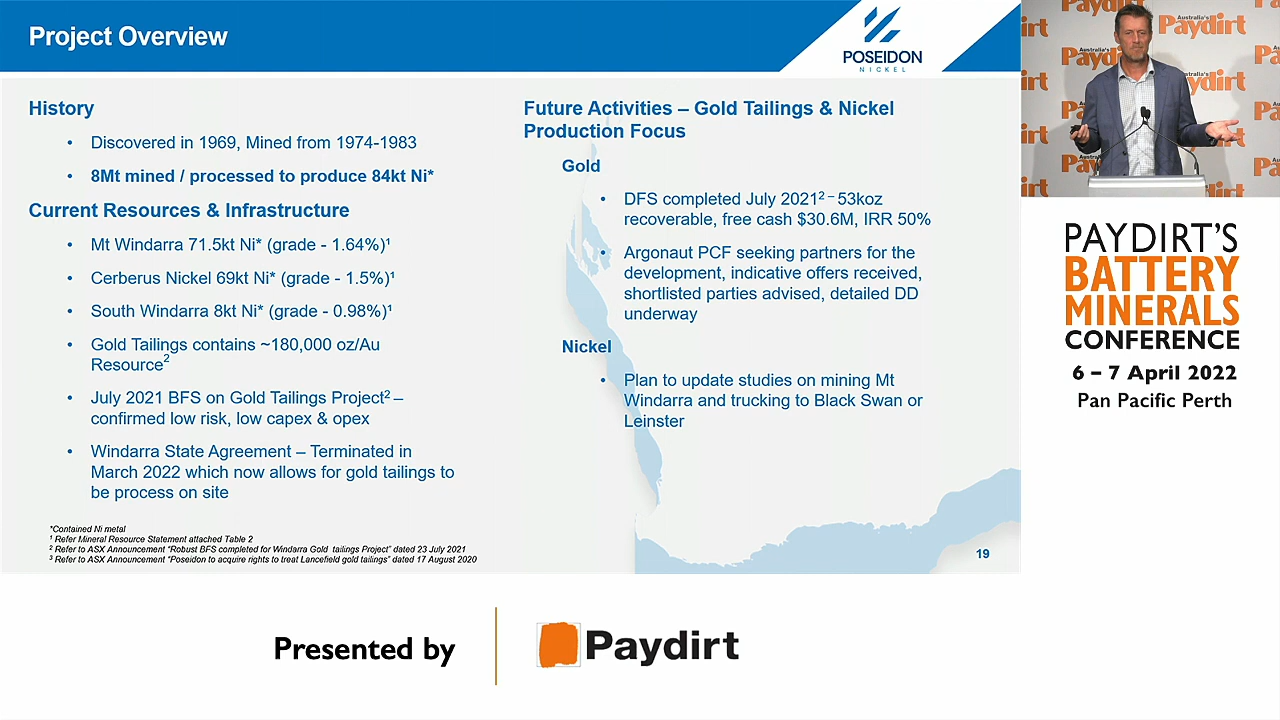 Project Overview
POSEIDON
NICKEL
History
• Discovered in 1969, Mined from 1974-1983
• 8Mt mined / processed to produce 84kt Ni*
Current Resources & Infrastructure
• Mt Windarra 71.5kt Ni* (grade - 1.64%)¹
• Cerberus Nickel 69kt Ni* (grade - 1.5%)¹
• South Windarra 8kt Ni* (grade - 0.98%)¹
• Gold Tailings contains ~180,000 oz/Au
Resource²
• July 2021 BFS on Gold Tailings Project² –
confirmed low risk, low capex & opex
• Windarra State Agreement – Terminated in
March 2022 which now allows for gold tailings to
be process on site
*Contained Ni metal
¹ Refer Mineral Resource Statement attached Table 2
² Refer to ASX Announcement "Robust BFS completed for Windarra Gold tailings Project" dated 23 July 2021
³ Refer to ASX Announcement "Poseidon to acquire rights to treat Lancefield gold tailings" dated 17 August 2020
Future Activities – Gold Tailings & Nickel
Production Focus
Gold
• DFS completed July 2021² – 53koz
recoverable, free cash $30.6M, IRR 50%
• Argonaut PCF seeking partners for the
development, indicative offers received,
shortlisted parties advised, detailed DD
underway
Nickel
• Plan to update studies on mining Mt
Windarra and trucking to Black Swan or
Leinster
19
Australia's
Paydirt
PAYDIRT'S
BATTERY
MINERALS
CONFERENCE
6 – 7 April 2022
Pan Pacific Perth
Presented by
Paydirt